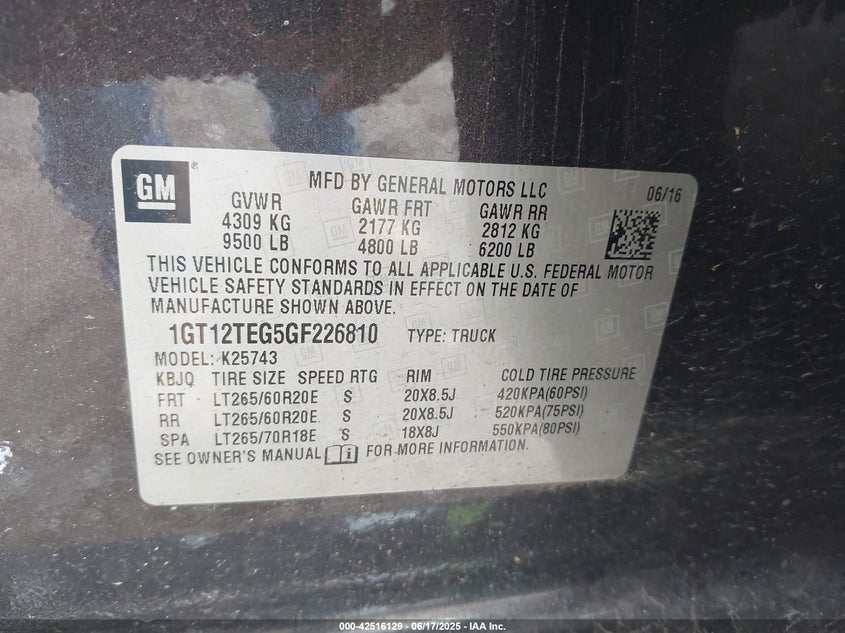 GM
MFD BY GENERAL MOTORS LLC 06/16
GVWR GAWR FRT GAWR RR
4309 KG 2177 KG 2812 KG
9500 LB 4800 LB 6200 LB
THIS VEHICLE CONFORMS TO ALL APPLICABLE U.S. FEDERAL MOTOR
VEHICLE SAFETY STANDARDS IN EFFECT ON THE DATE OF
MANUFACTURE SHOWN ABOVE.
1GT12TEG5GF226810 TYPE: TRUCK
MODEL: K25743
KBJQ TIRE SIZE SPEED RTG RIM COLD TIRE PRESSURE
FRT LT265/60R20E S 20X8.5J 420KPA(60PSI)
RR LT265/60R20E S 20X8.5J 520KPA(75PSI)
SPA LT265/70R18E S 18X8J 550KPA(80PSI)
SEE OWNER'S MANUAL FOR MORE INFORMATION.
000-42516129 - 06/17/2025 - IAA Inc.